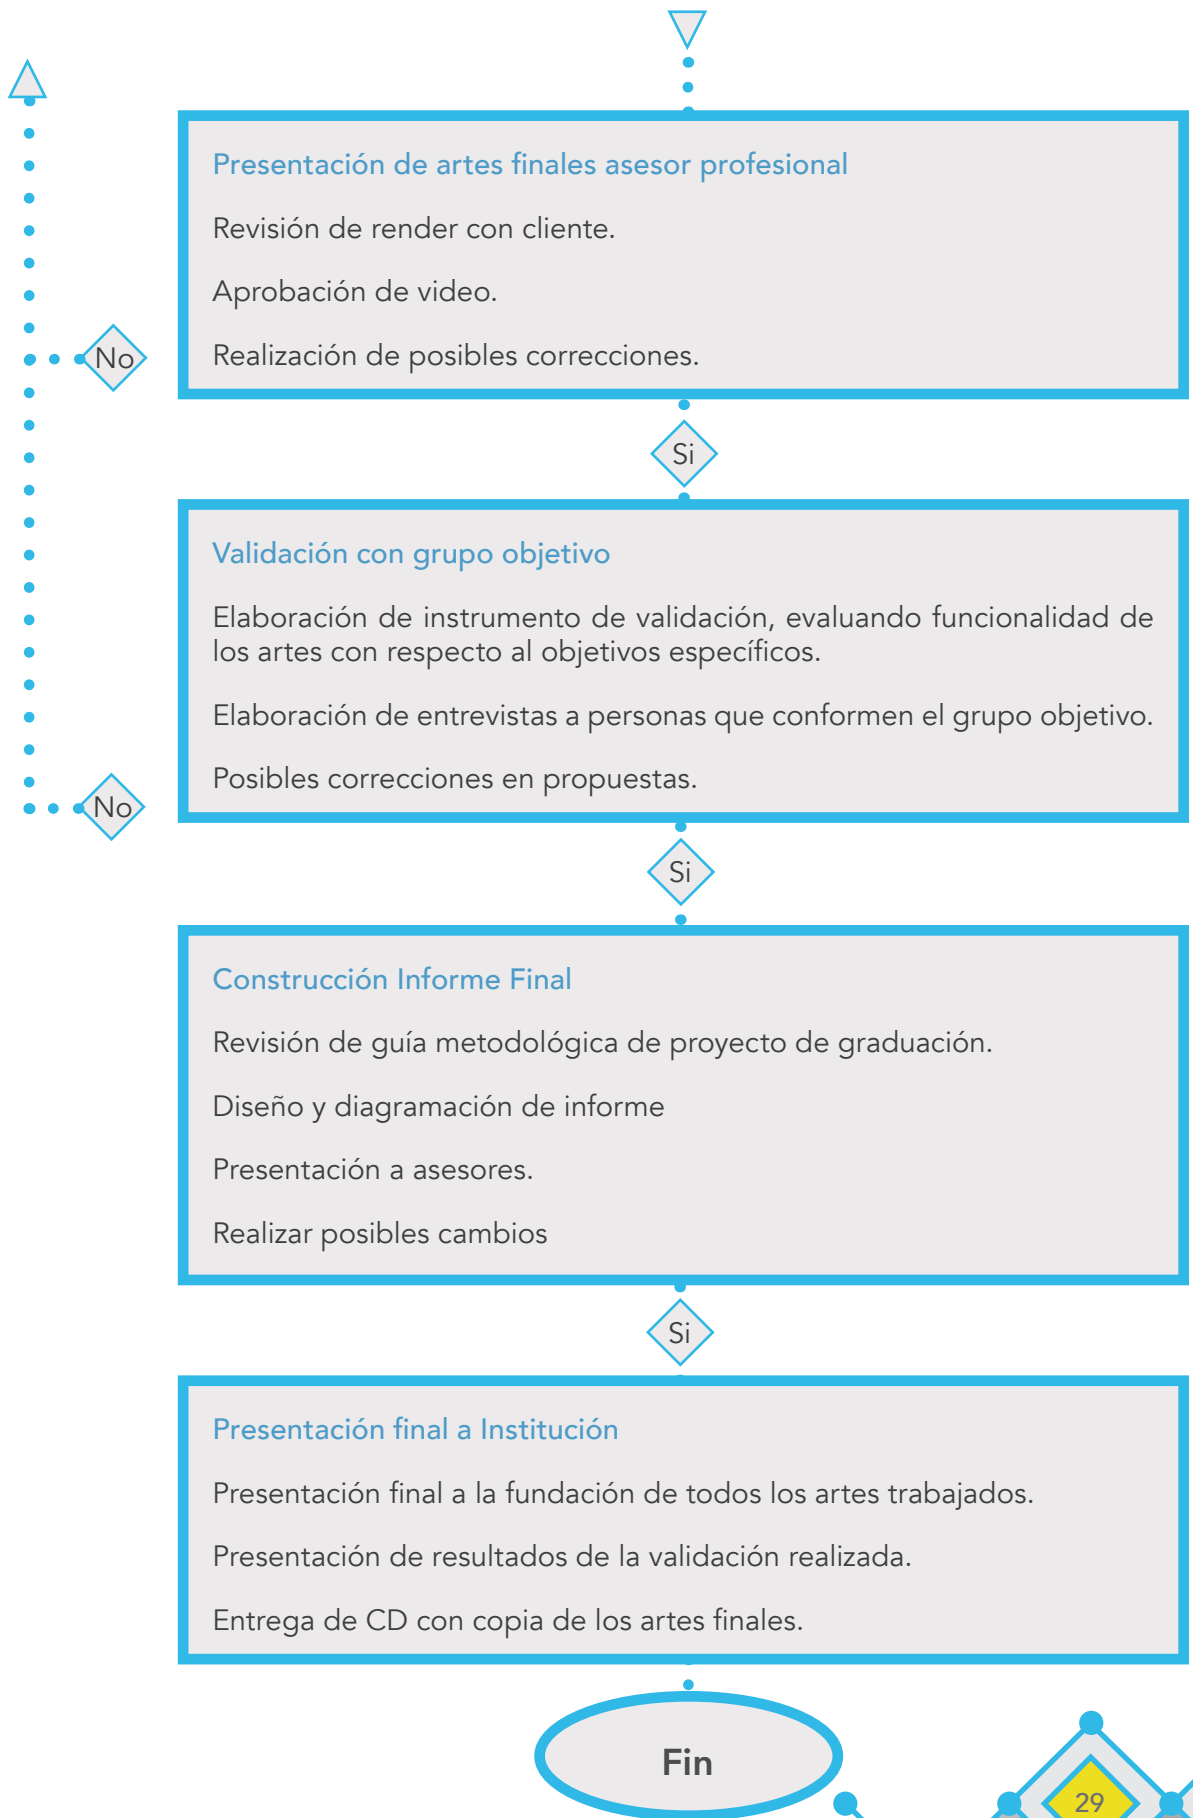 Presentación de artes finales asesor profesional
Revisión de render con cliente.
Aprobación de video.
Realización de posibles correcciones.
No
Si
Validación con grupo objetivo
Elaboración de instrumento de validación, evaluando funcionalidad de
los artes con respecto al objetivos específicos.
Elaboración de entrevistas a personas que conformen el grupo objetivo.
Posibles correcciones en propuestas.
No
Si
Construcción Informe Final
Revisión de guía metodológica de proyecto de graduación.
Diseño y diagramación de informe
Presentación a asesores.
Realizar posibles cambios
Si
Presentación final a Institución
Presentación final a la fundación de todos los artes trabajados.
Presentación de resultados de la validación realizada.
Entrega de CD con copia de los artes finales.
Fin
29